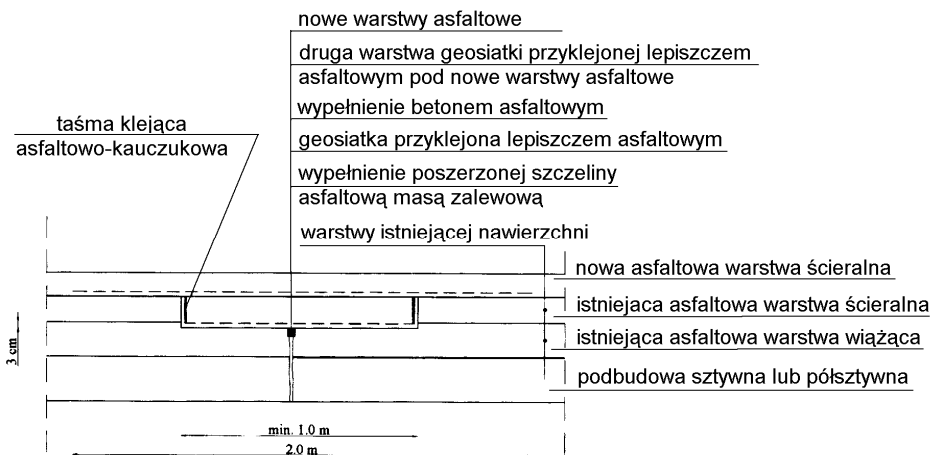 nowe warstwy asfaltowe
druga warstwa geosiatki przyklejonej lepiszczem
asfaltowym pod nowe warstwy asfaltowe
wypełnienie betonem asfaltowym
taśma klejąca
asfaltowo-kauczukowa
geosiatka przyklejona lepiszczem asfaltowym
wypełnienie poszerzonej szczeliny
asfaltową masą zalewową
warstwy istniejącej nawierzchni
nowa asfaltowa warstwa ścieralna
istniejaca asfaltowa warstwa ścieralna
istniejąca asfaltowa warstwa wiążąca
podbudowa sztywna lub półsztywna
3 cm
min. 1.0 m
2.0 m